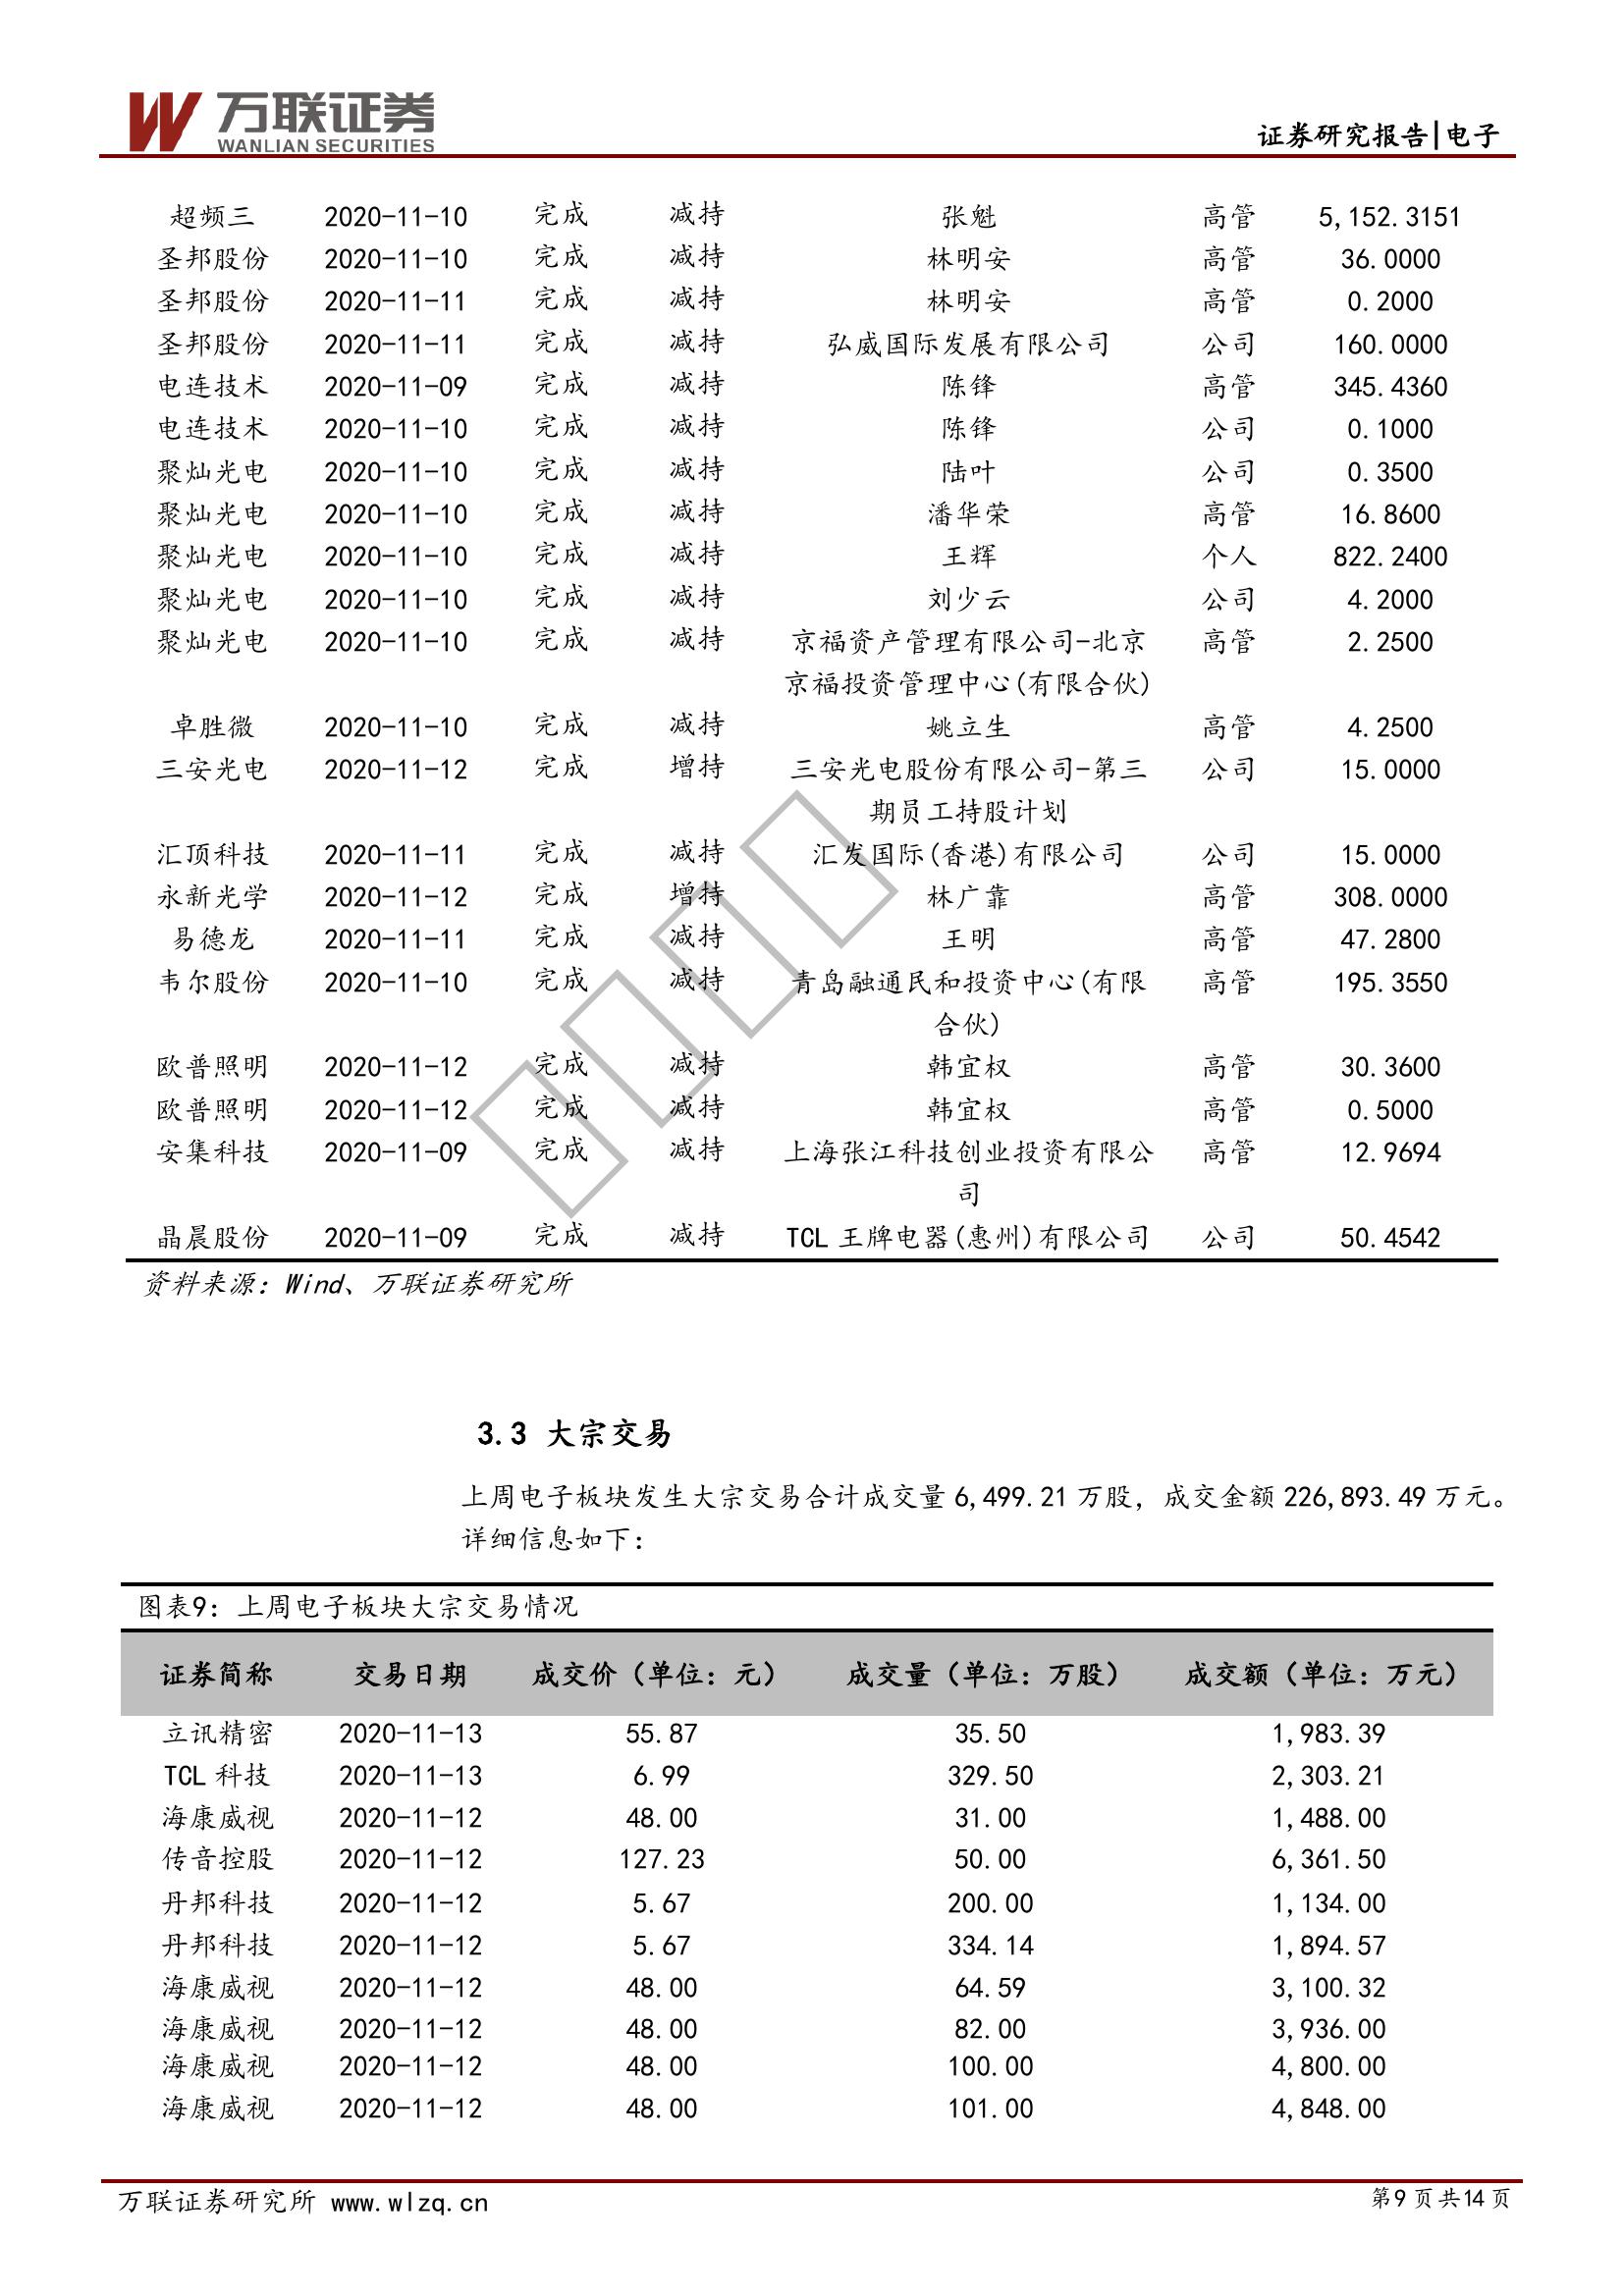 万联证券
WANLIAN SECURITIES
证券研究报告|电子
超频三 2020-11-10 完成 减持 张魁 高管 5,152.3151
圣邦股份 2020-11-10 完成 减持 林明安 高管 36.0000
圣邦股份 2020-11-11 完成 减持 林明安 高管 0.2000
圣邦股份 2020-11-11 完成 减持 弘威国际发展有限公司 公司 160.0000
电连技术 2020-11-09 完成 减持 陈锋 高管 345.4360
电连技术 2020-11-10 完成 减持 陈锋 公司 0.1000
聚灿光电 2020-11-10 完成 减持 陆叶 公司 0.3500
聚灿光电 2020-11-10 完成 减持 潘华荣 高管 16.8600
聚灿光电 2020-11-10 完成 减持 王辉 个人 822.2400
聚灿光电 2020-11-10 完成 减持 刘少云 公司 4.2000
聚灿光电 2020-11-10 完成 减持 京福资产管理有限公司-北京 高管 2.2500
京福投资管理中心(有限合伙)
卓胜微 2020-11-10 完成 减持 姚立生 高管 4.2500
三安光电 2020-11-12 完成 增持 三安光电股份有限公司-第三 公司 15.0000
期员工持股计划
汇顶科技 2020-11-11 完成 减持 汇发国际(香港)有限公司 公司 15.0000
永新光学 2020-11-12 完成 增持 林广靠 高管 308.0000
易德龙 2020-11-11 完成 减持 王明 高管 47.2800
韦尔股份 2020-11-10 完成 减持 青岛融通民和投资中心(有限 高管 195.3550
合伙)
欧普照明 2020-11-12 完成 减持 韩宜权 高管 30.3600
欧普照明 2020-11-12 完成 减持 韩宜权 高管 0.5000
安集科技 2020-11-09 完成 减持 上海张江科技创业投资有限公 高管 12.9694
司
晶晨股份 2020-11-09 完成 减持 TCL 王牌电器(惠州)有限公司 公司 50.4542
资料来源：Wind、万联证券研究所
3.3 大宗交易
上周电子板块发生大宗交易合计成交量 6,499.21 万股，成交金额 226,893.49 万元。
详细信息如下：
图表9：上周电子板块大宗交易情况
证券简称 交易日期 成交价（单位：元） 成交量（单位：万股） 成交额（单位：万元）
立讯精密 2020-11-13 55.87 35.50 1,983.39
TCL 科技 2020-11-13 6.99 329.50 2,303.21
海康威视 2020-11-12 48.00 31.00 1,488.00
传音控股 2020-11-12 127.23 50.00 6,361.50
丹邦科技 2020-11-12 5.67 200.00 1,134.00
丹邦科技 2020-11-12 5.67 334.14 1,894.57
海康威视 2020-11-12 48.00 64.59 3,100.32
海康威视 2020-11-12 48.00 82.00 3,936.00
海康威视 2020-11-12 48.00 100.00 4,800.00
海康威视 2020-11-12 48.00 101.00 4,848.00
万联证券研究所 www.wlzq.cn
第9 页共14 页